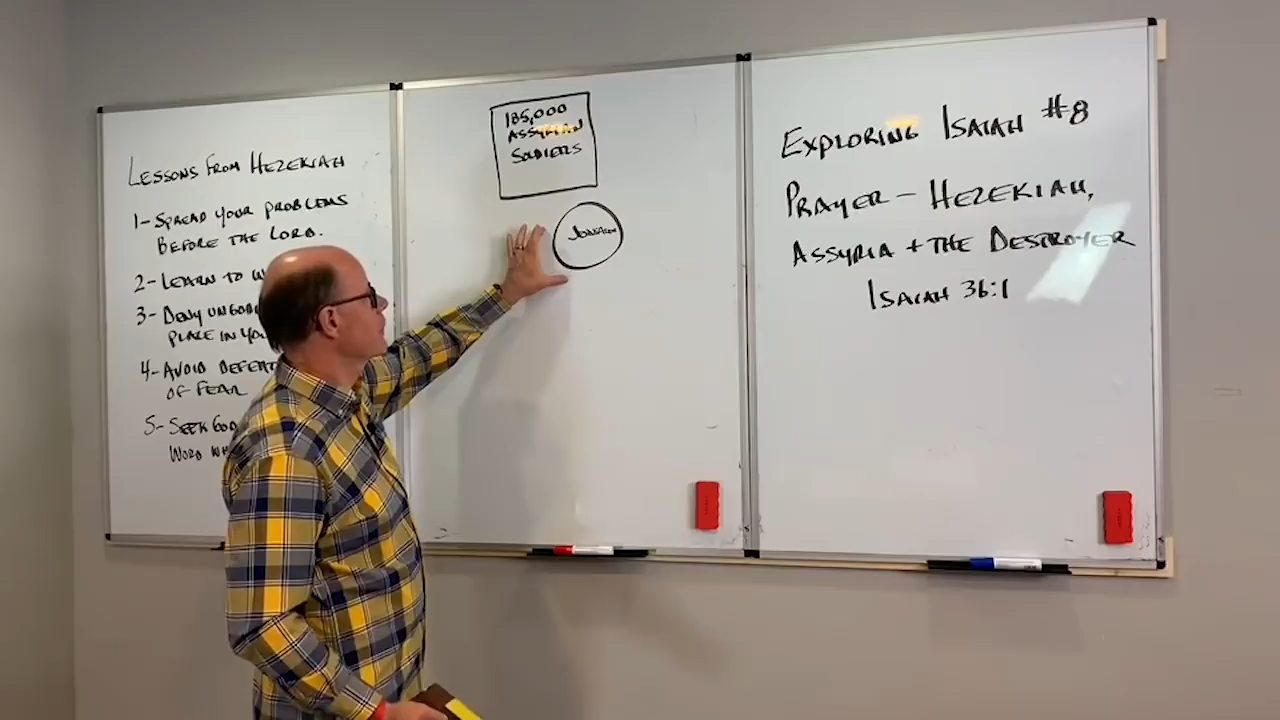 LESSONS FROM HEZEKIAH
1- SPREAD YOUR PROBLEMS
BEFORE THE LORD.
2- LEARN TO
3- DENY
PLACE IN
4- AVOID
OF FEAR
5- SEEK GOD
WORD
185,000
ASSYRIAN
SOLDIERS
JERUSALEM
EXPLORING ISAIAH #8
PRAYER - HEZEKIAH,
ASSYRIA + THE DESTROYER
ISAIAH 36:1